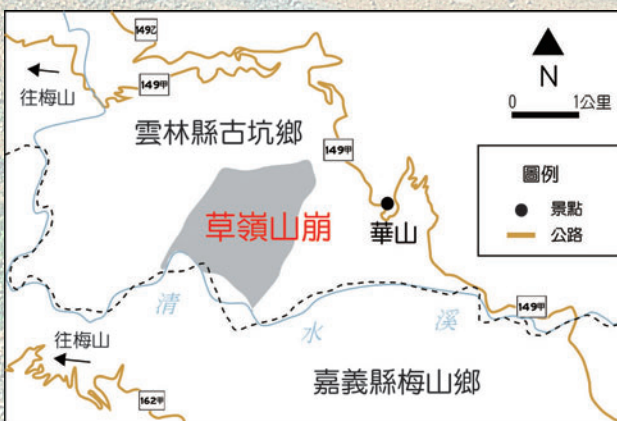 149乙
往梅山
149甲
N
0 1公里
雲林縣古坑鄉
149甲
圖例
景點
公路
草嶺山崩
華山
清水溪
149甲
往梅山
嘉義縣梅山鄉
162甲